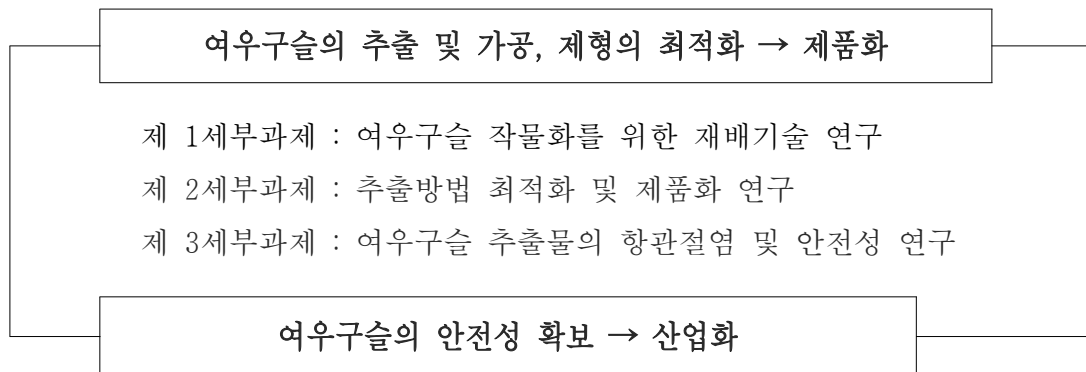 여우구슬의 추출 및 가공, 제형의 최적화 → 제품화
제 1세부과제 : 여우구슬 작물화를 위한 재배기술 연구
제 2세부과제 : 추출방법 최적화 및 제품화 연구
제 3세부과제 : 여우구슬 추출물의 항관절염 및 안전성 연구
여우구슬의 안전성 확보 → 산업화